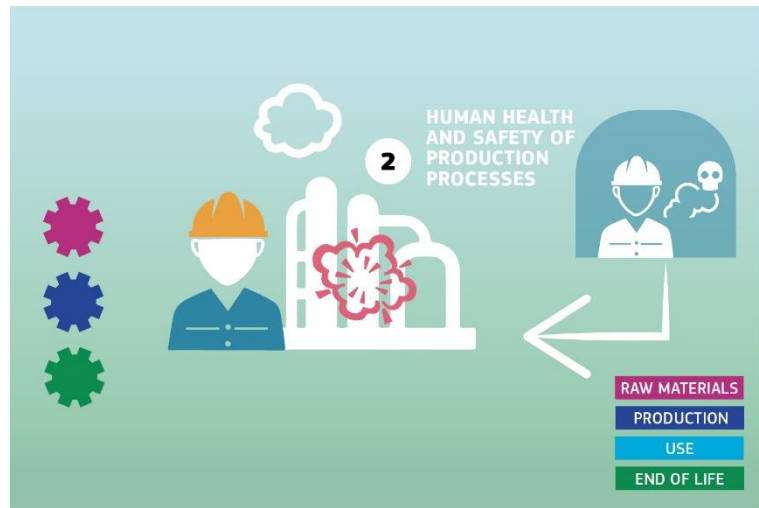 2
HUMAN HEALTH
AND SAFETY OF
PRODUCTION
PROCESSES
RAW MATERIALS
PRODUCTION
USE
END OF LIFE